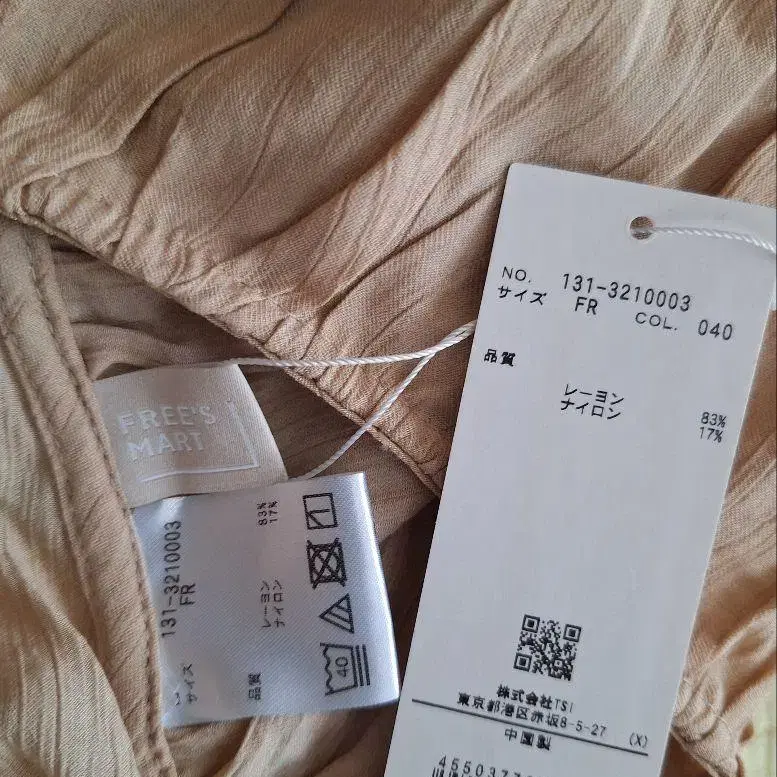 NO. 131-3210003
サイズ FR COL. 040
品質
レーヨン 83%
ナイロン 17%
株式会社TSI
東京都港区赤坂8-5-27 (X)
中国製
FREE'S
MART
131-3210003
サイズ FR
品質 レーヨン 83%
ナイロン 17%
40